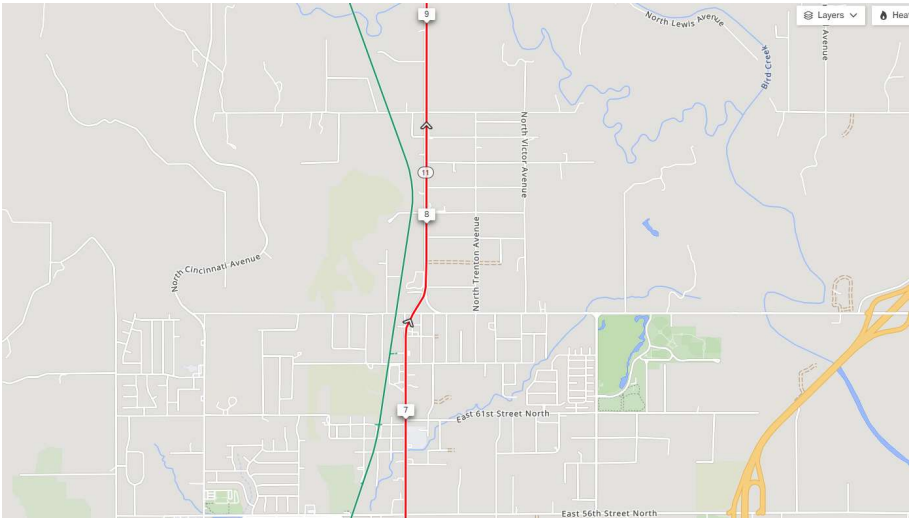 9
North Lewis Avenue
Layers
Heat
Avenue
Bird Creek
North Victor Avenue
11
8
North Trenton Avenue
North Cincinnati Avenue
7
East 61st Street North
East 56th Street North